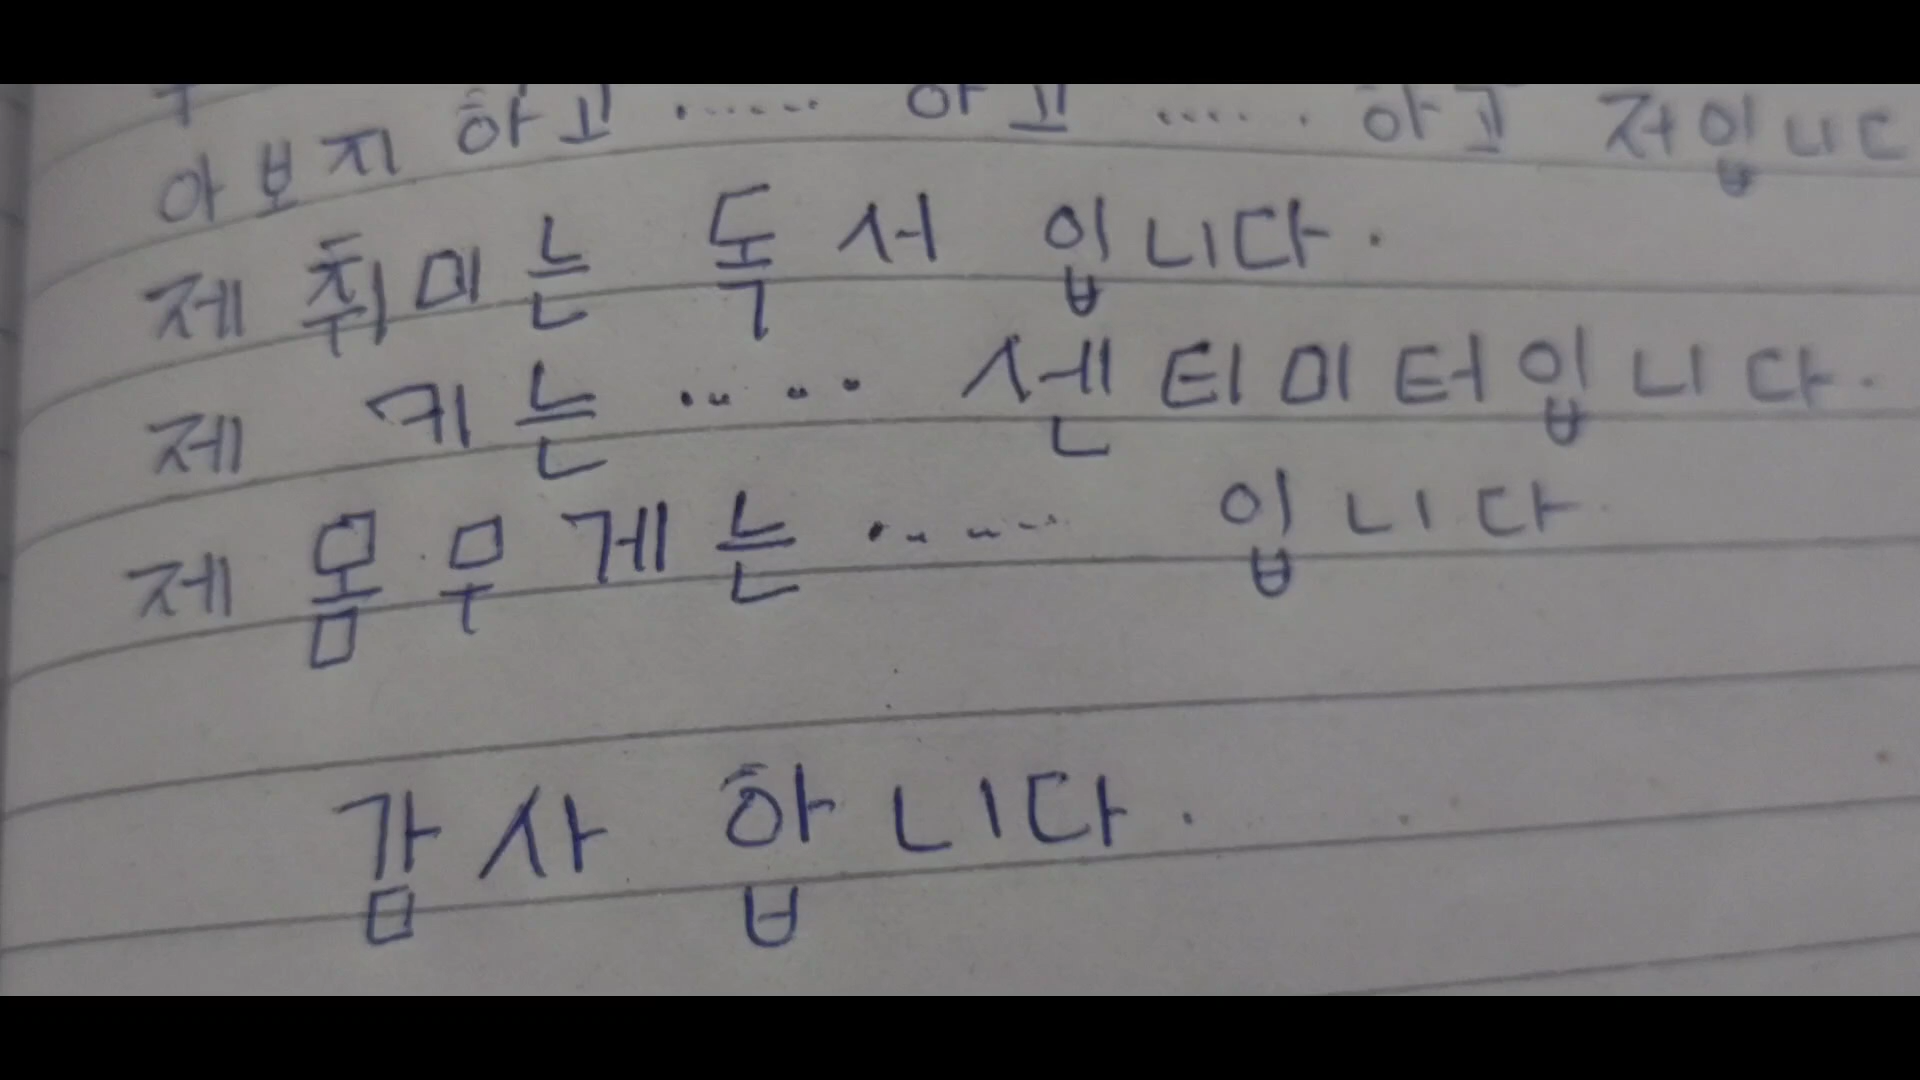 아보지 하고 ...... 하고 ..... 하고 저입니다
제 취미는 독서 입니다.
제 키는 ..... 센티미터입니다.
제 몸무게는 ...... 입니다
감사 합니다.